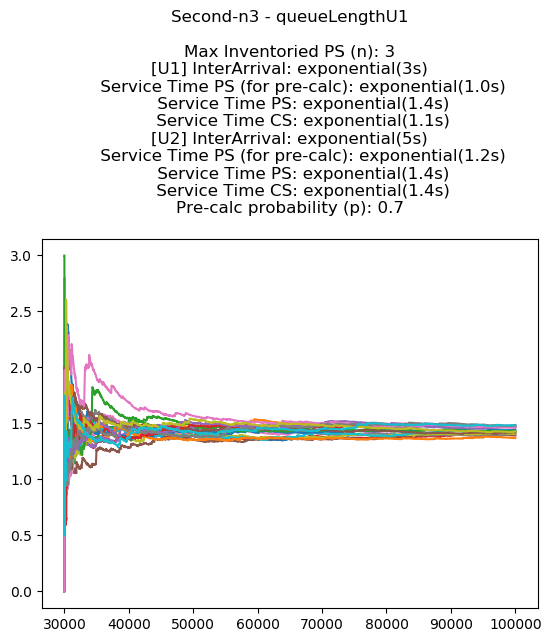 Second-n3 - queueLengthU1
Max Inventoried PS (n): 3
[U1] InterArrival: exponential(3s)
Service Time PS (for pre-calc): exponential(1.0s)
Service Time PS: exponential(1.4s)
Service Time CS: exponential(1.1s)
[U2] InterArrival: exponential(5s)
Service Time PS (for pre-calc): exponential(1.2s)
Service Time PS: exponential(1.4s)
Service Time CS: exponential(1.4s)
Pre-calc probability (p): 0.7
3.0
2.5
2.0
1.5
1.0
0.5
0.0
30000 40000 50000 60000 70000 80000 90000 100000